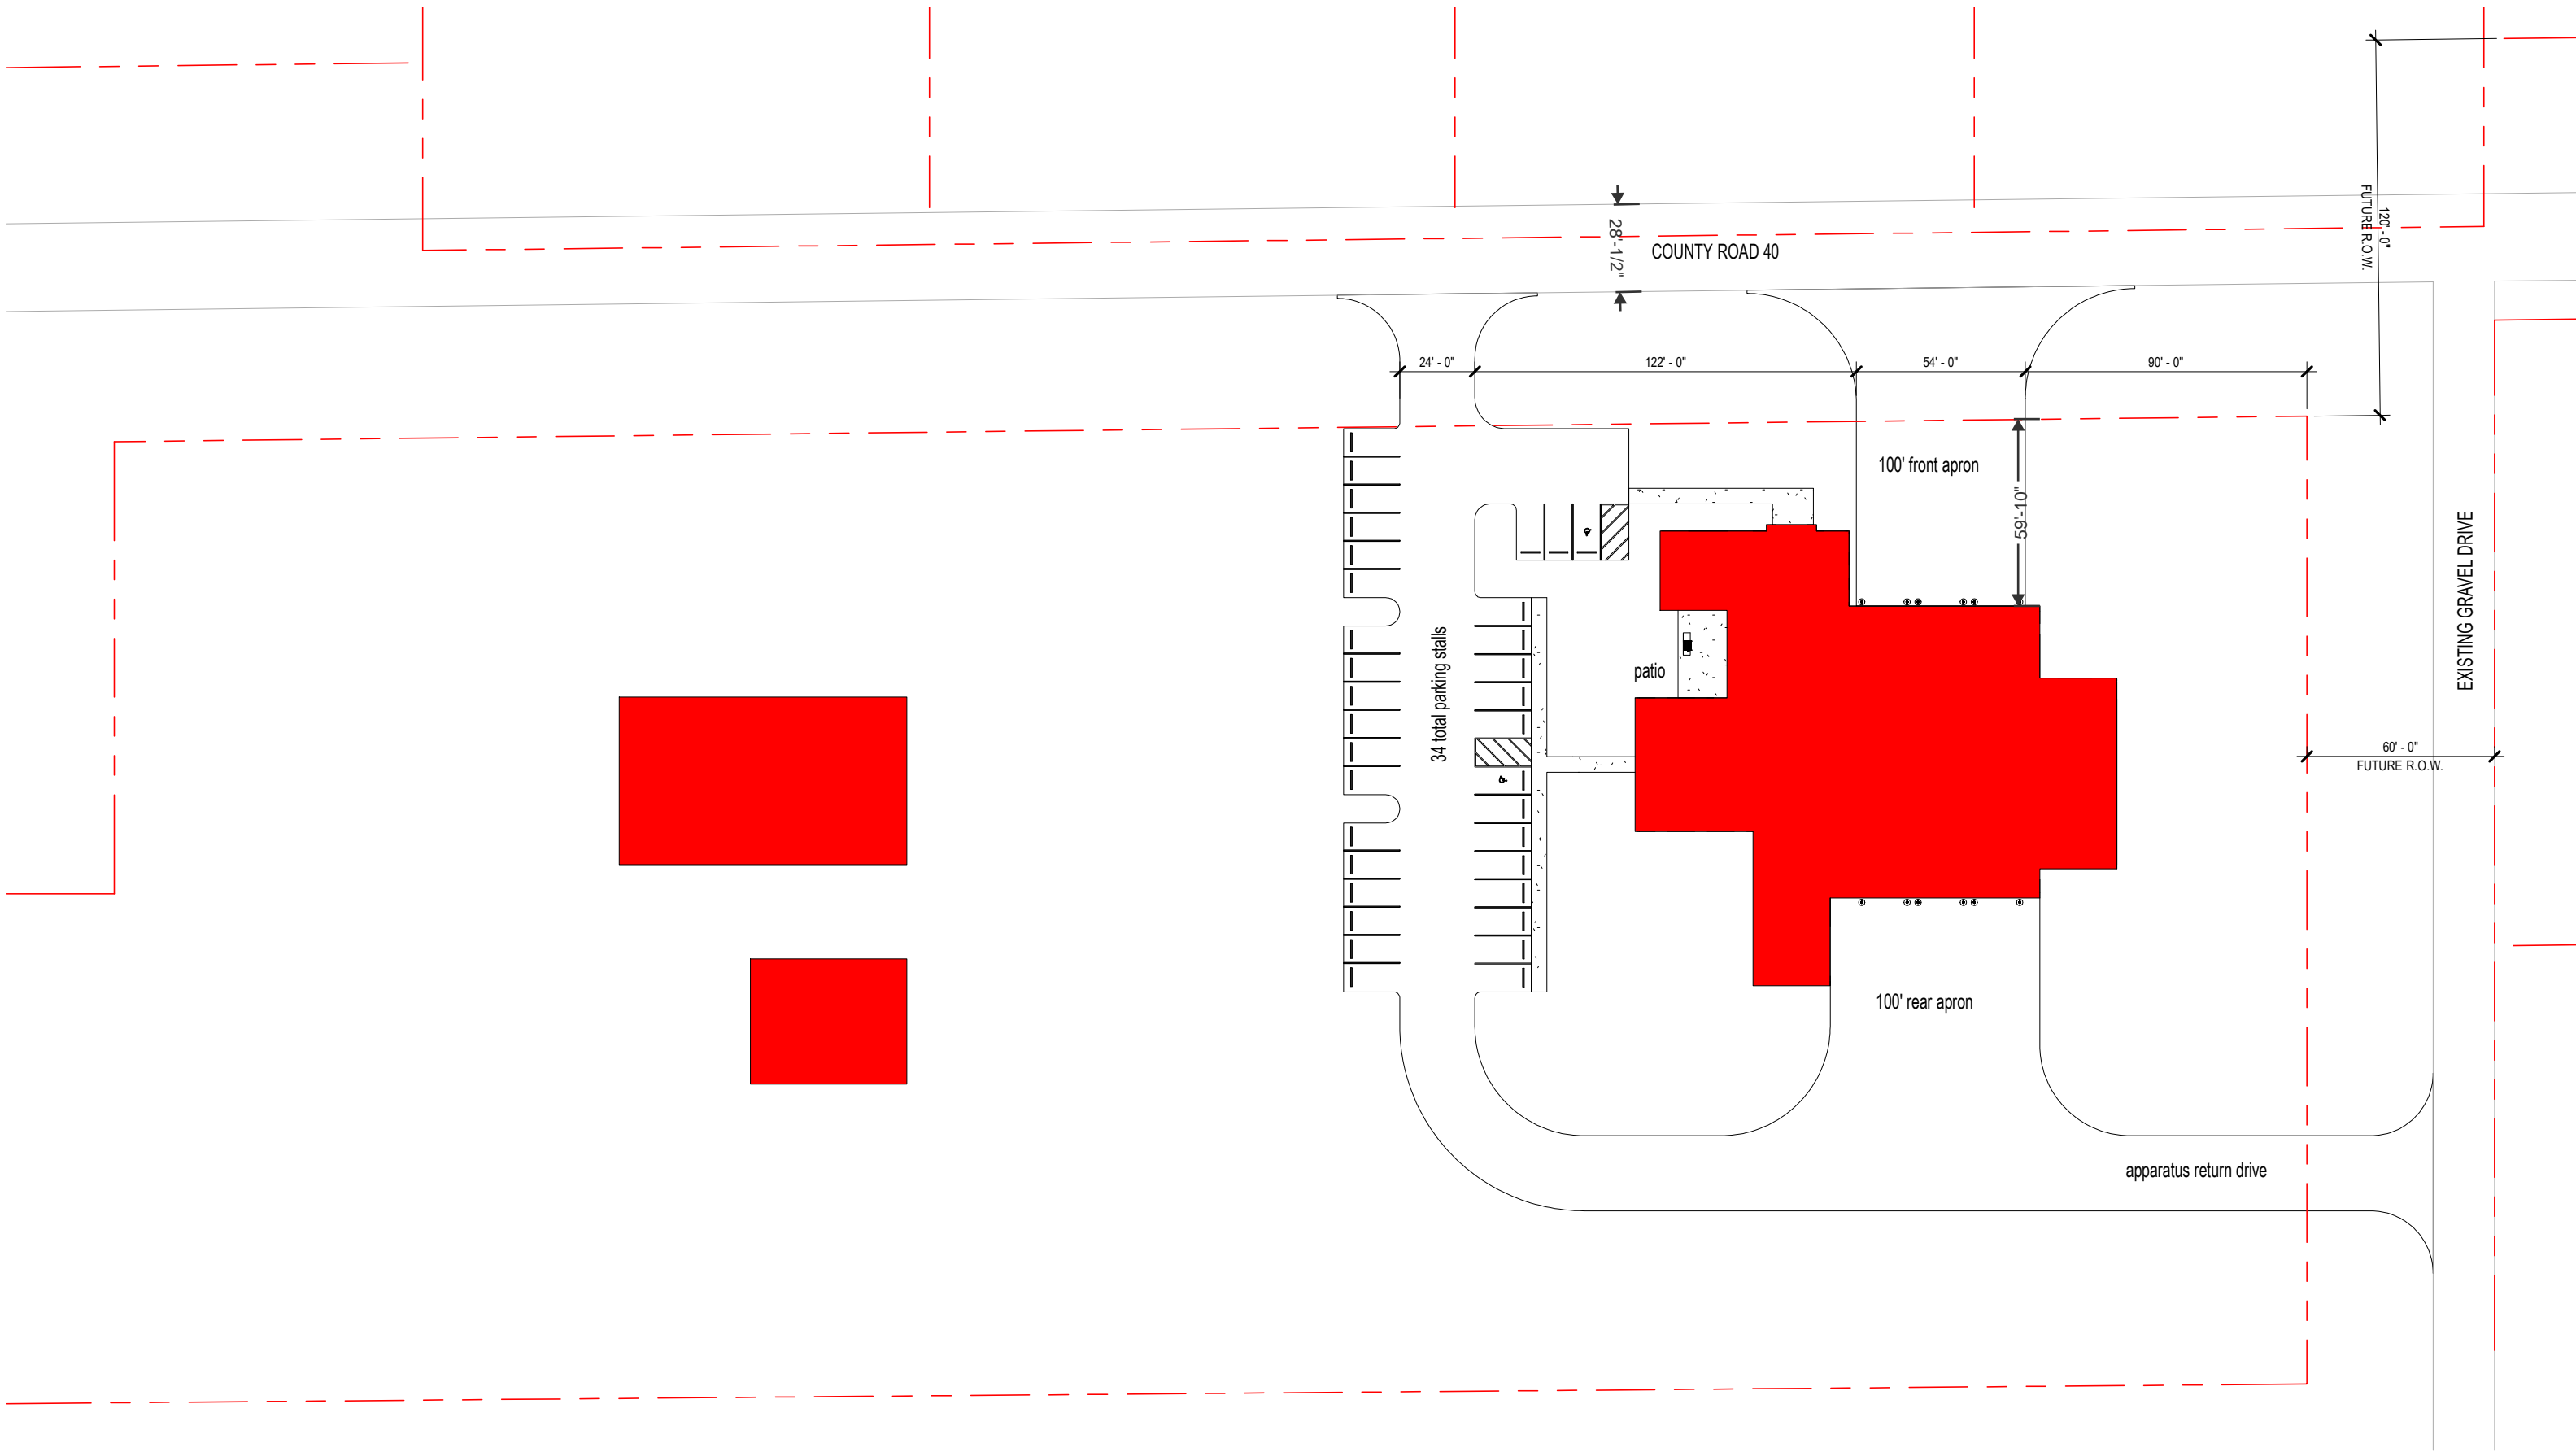 120' - 0"
FUTURE R.O.W.
28'-1/2"
COUNTY ROAD 40
24' - 0"
122' - 0"
54' - 0"
90' - 0"
100' front apron
59'-10"
EXISTING GRAVEL DRIVE
34 total parking stalls
patio
60' - 0"
FUTURE R.O.W.
100' rear apron
apparatus return drive